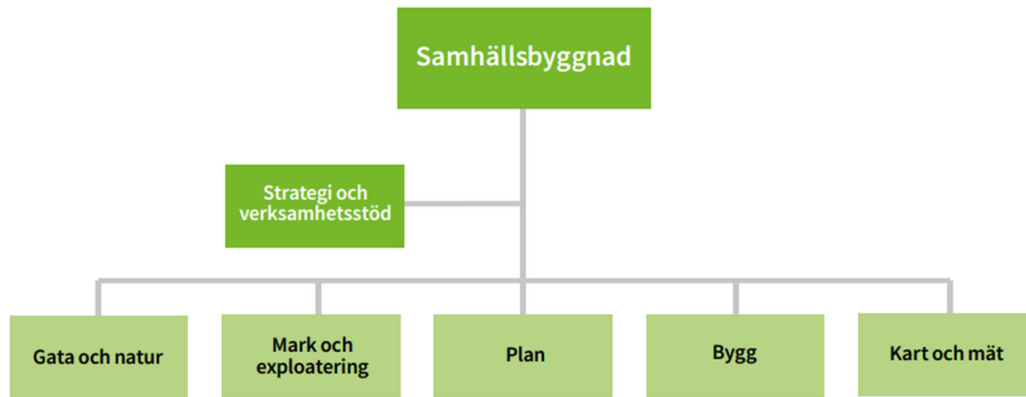 Samhällsbyggnad
Strategi och
verksamhetsstöd
Gata och natur
Mark och
exploatering
Plan
Bygg
Kart och mät